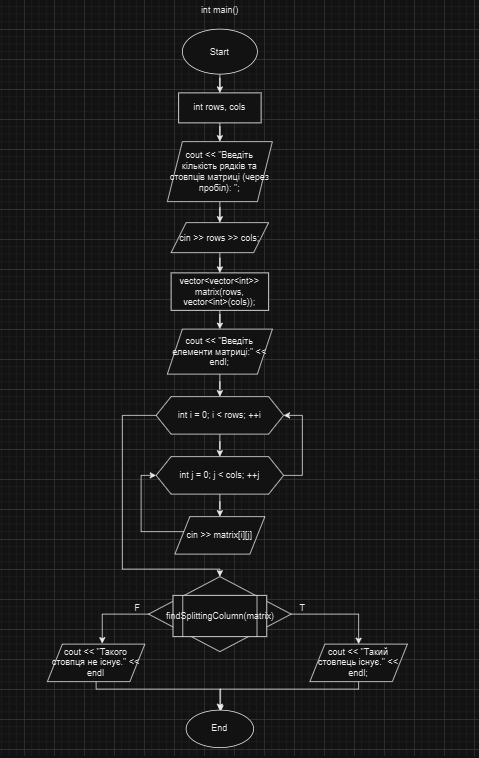 int main()
Start
int rows, cols
cout << "Введіть
кількість рядків та
стовпців матриці (через
пробіл): ";
cin >> rows >> cols;
vector<vector<int>>
matrix(rows,
vector<int>(cols));
cout << "Введіть
елементи матриці:" <<
endl;
int i = 0; i < rows; ++i
int j = 0; j < cols; ++j
cin >> matrix[i][j]
F
T
findSplittingColumn(matrix)
cout << "Такого
стовпця не існує." <<
endl
cout << "Такий
стовпець існує." <<
endl;
End